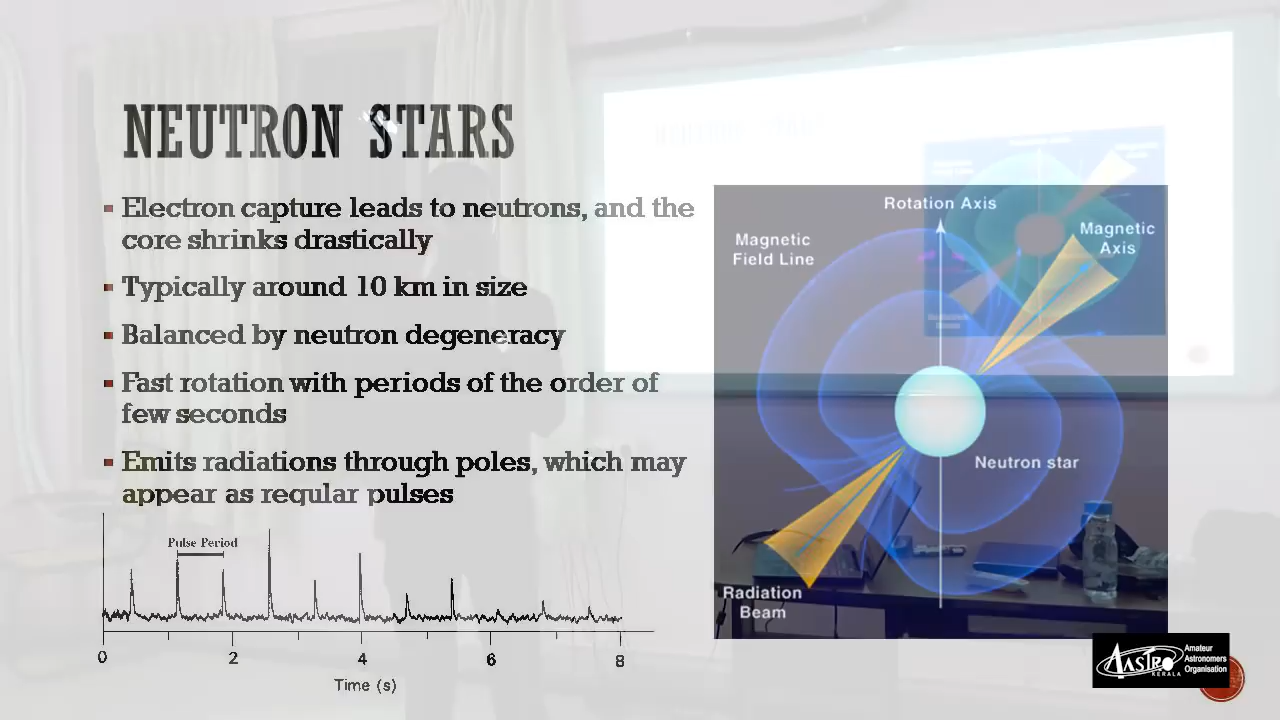 NEUTRON STARS
Electron capture leads to neutrons, and the
core shrinks drastically
Typically around 10 km in size
Balanced by neutron degeneracy
Fast rotation with periods of the order of
few seconds
Emits radiations through poles, which may
appear as regular pulses
Pulse Period
0 2 4 6 8
Time (s)
Rotation Axis
Magnetic
Field Line
Magnetic
Axis
Neutron star
Radiation
Beam
AASTRO
KERALA
Amateur
Astronomers
Organisation